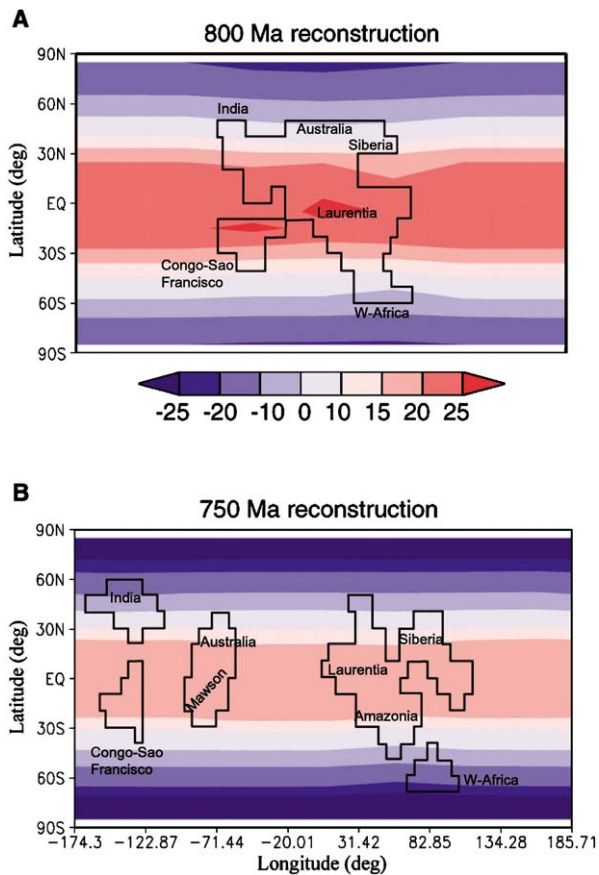 A
800 Ma reconstruction
90N
60N
30N
EQ
30S
60S
90S
Latitude (deg)
India
Australia
Siberia
Laurentia
Congo-Sao
Francisco
W-Africa
-25 -20 -10 0 10 15 20 25
B
750 Ma reconstruction
90N
60N
30N
EQ
30S
60S
90S
Latitude (deg)
India
Australia
Siberia
Mawson
Laurentia
Amazonia
Congo-Sao
Francisco
W-Africa
-174.3 -122.87 -71.44 -20.01 31.42 82.85 134.28 185.71
Longitude (deg)